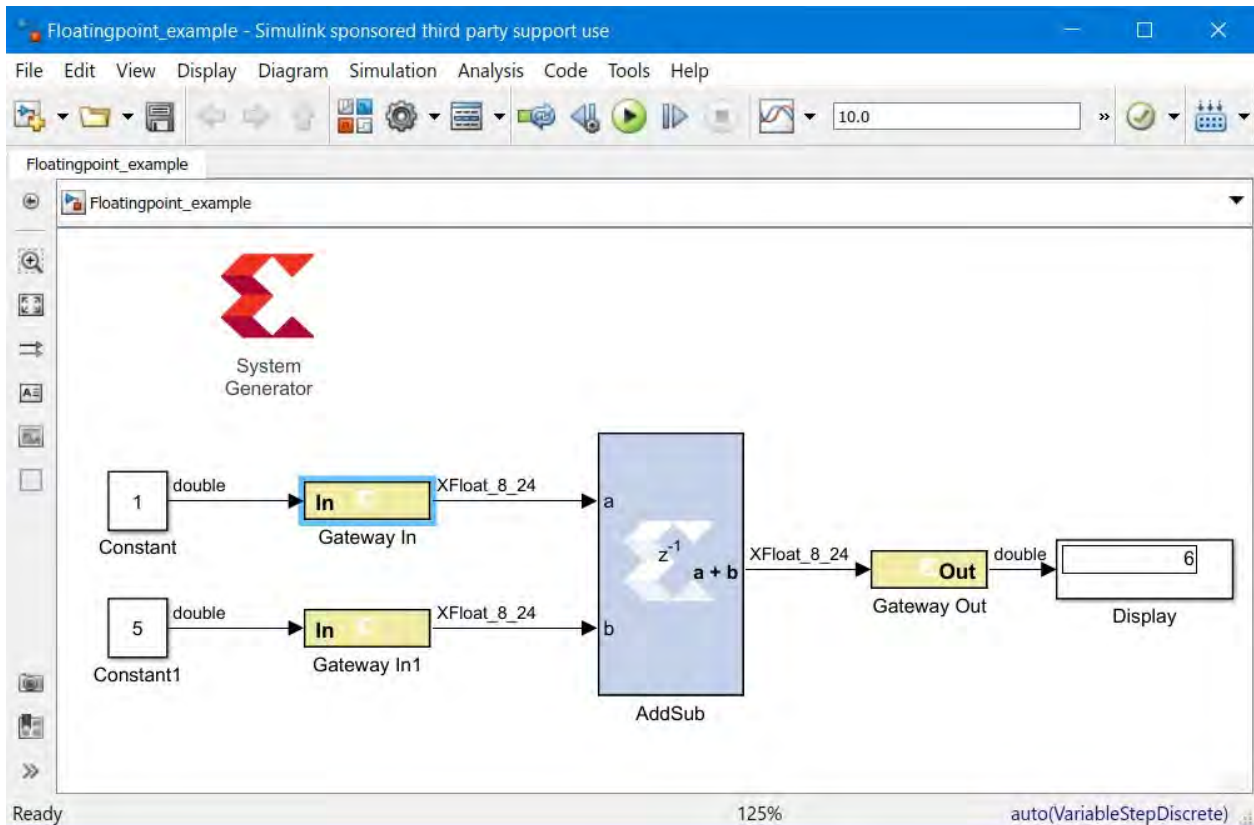 Floatingpoint_example - Simulink sponsored third party support use
File Edit View Display Diagram Simulation Analysis Code Tools Help
10.0
»
Floatingpoint_example
Floatingpoint_example
System
Generator
1
double
In
XFloat_8_24
a
Constant
Gateway In
z-1
a + b
XFloat_8_24
Out
double
6
Gateway Out
Display
5
double
In
XFloat_8_24
b
Constant1
Gateway In1
AddSub
»
Ready 125% auto(VariableStepDiscrete)